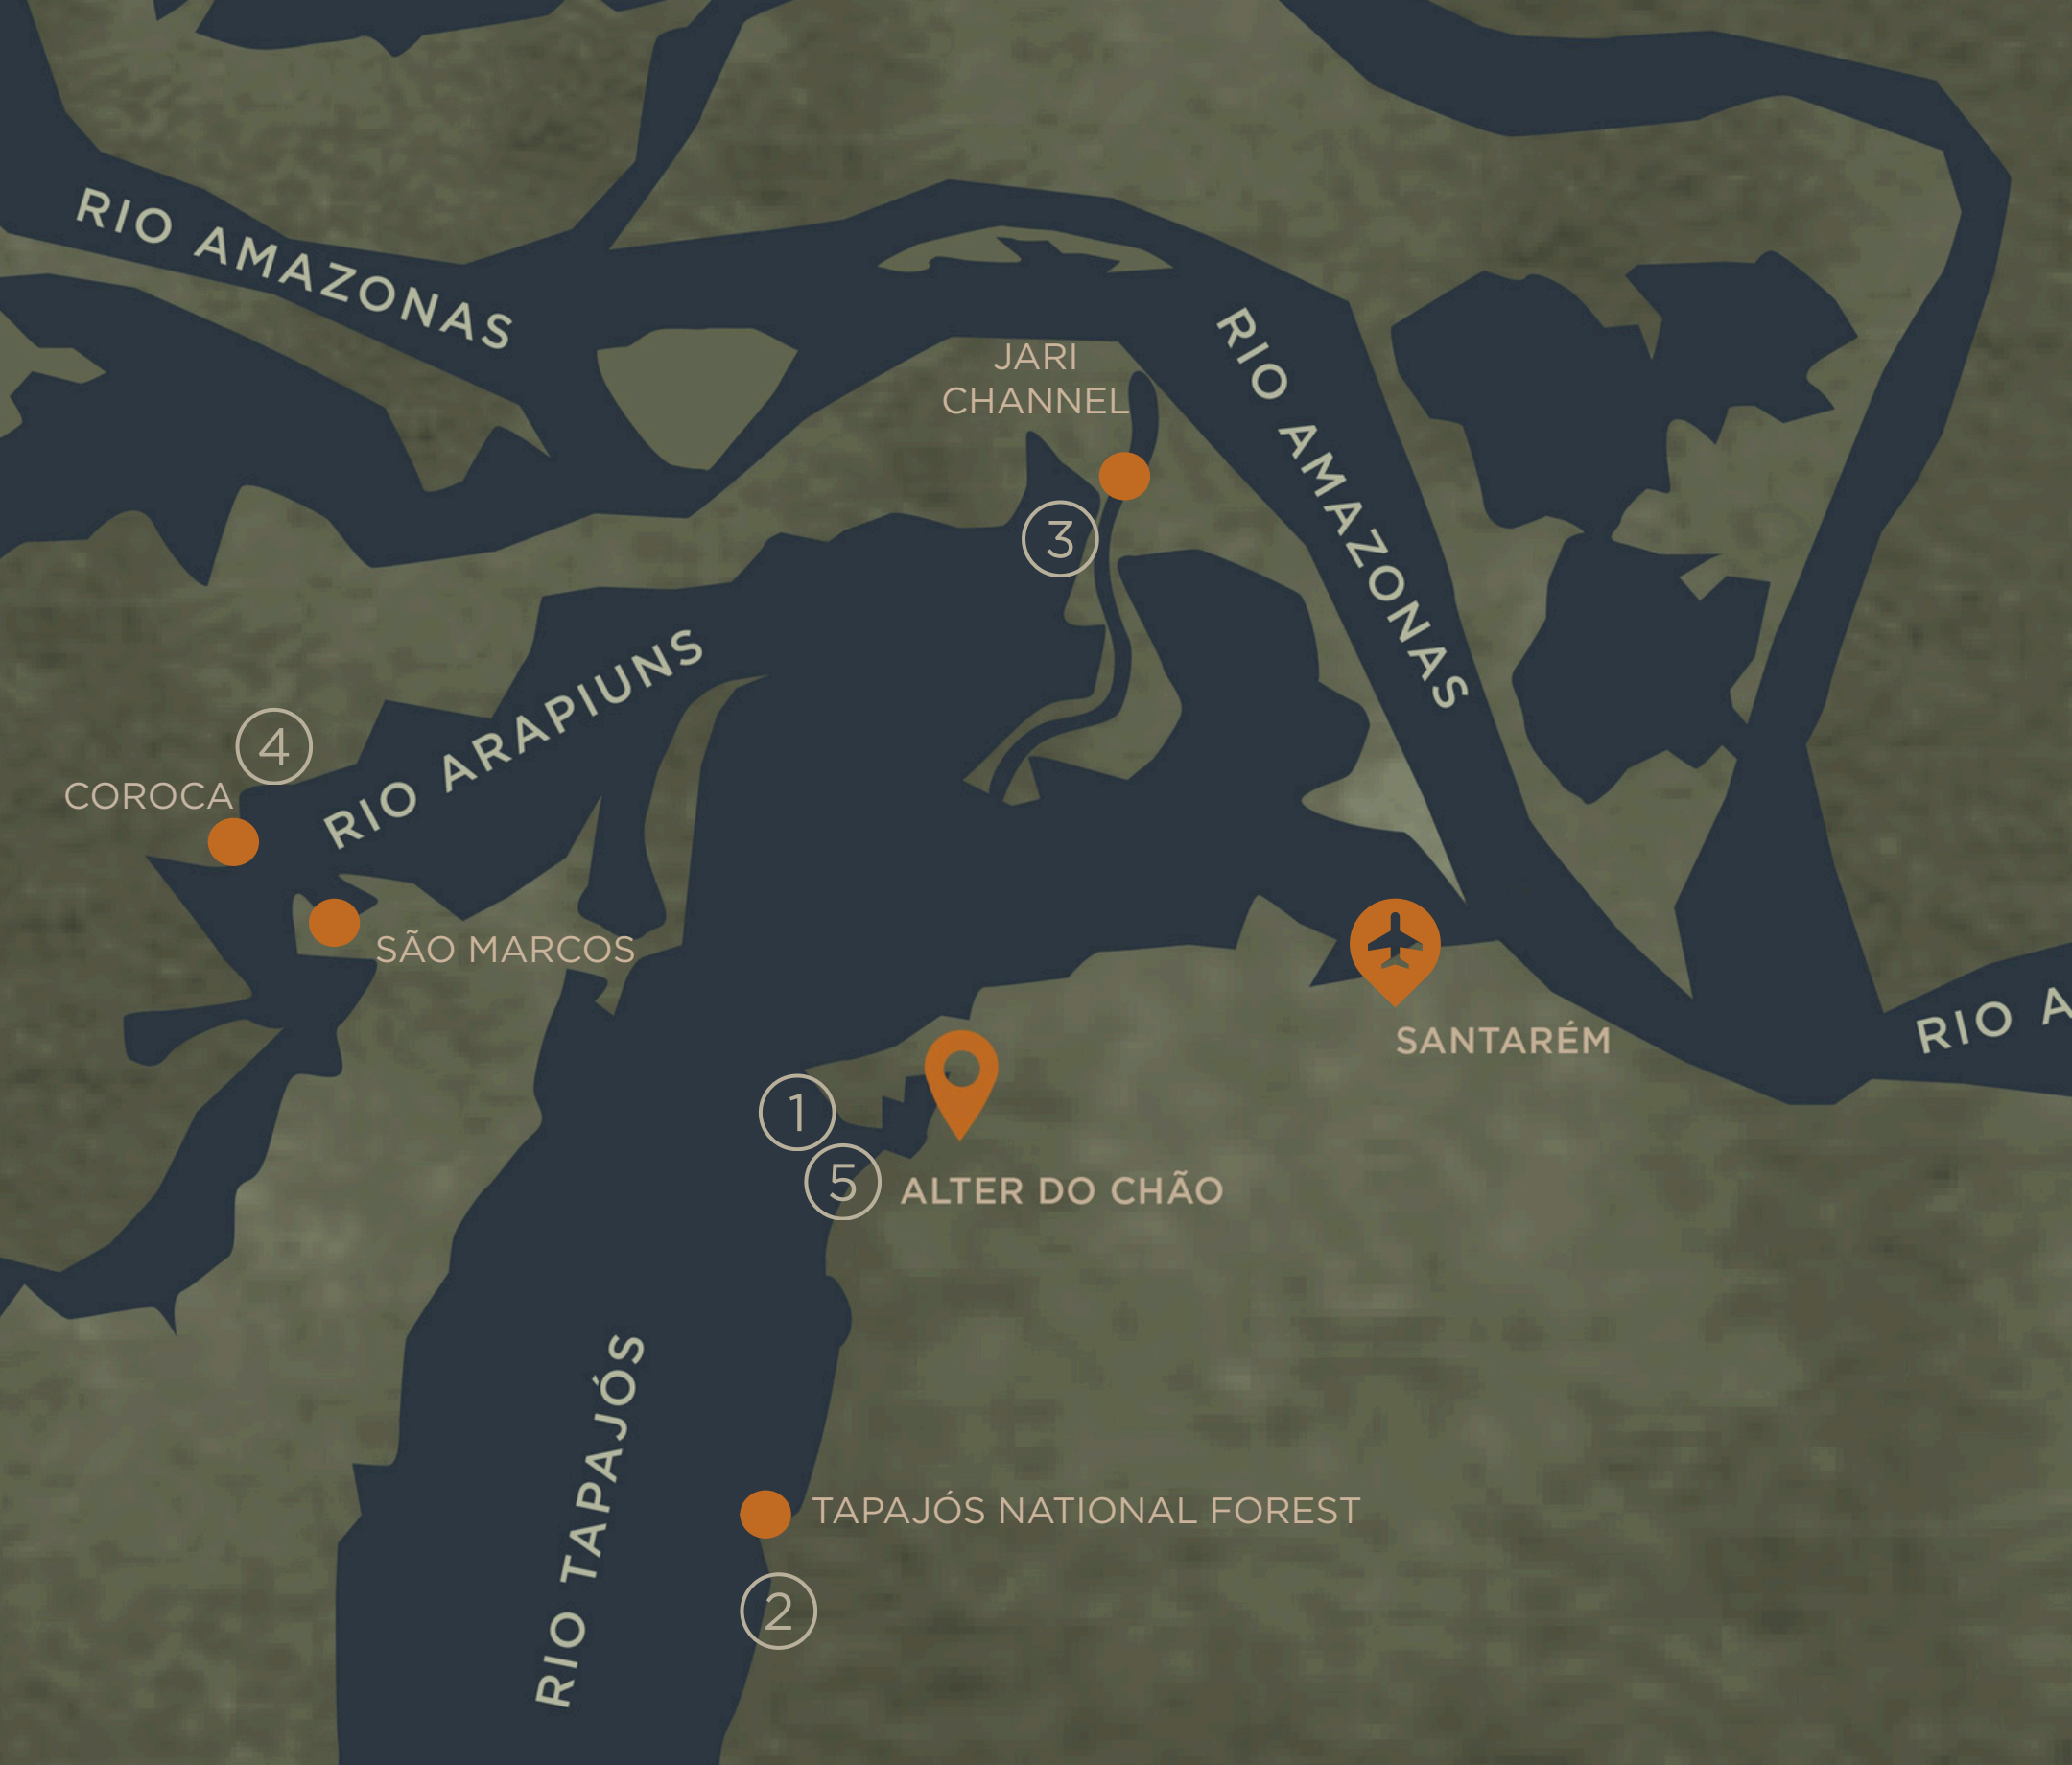 RIO AMAZONAS
RIO AMAZONAS
JARI
CHANNEL
3
RIO ARAPIUNS
4
COROCA
SÃO MARCOS
SANTARÉM
RIO A
1
5
ALTER DO CHÃO
RIO TAPAJÓS
TAPAJÓS NATIONAL FOREST
2